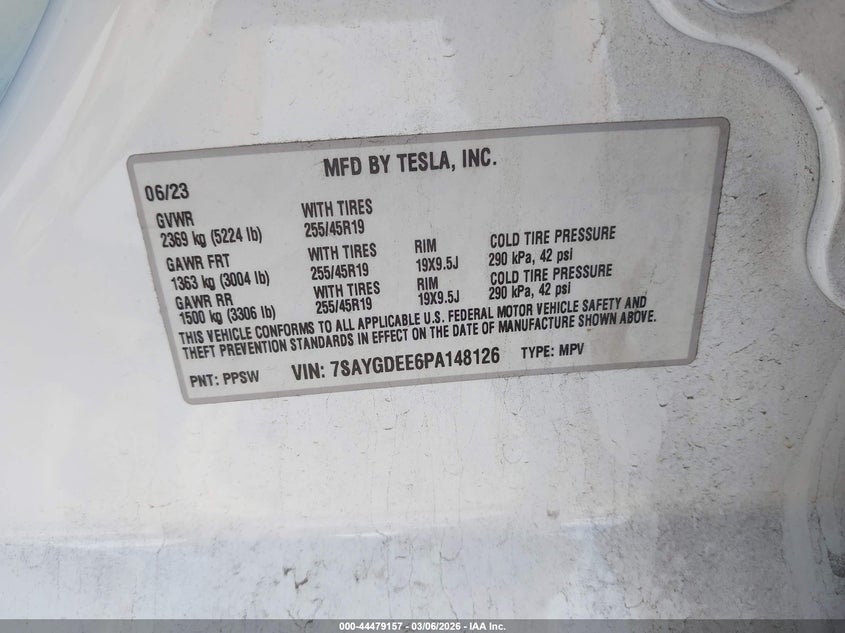 MFD BY TESLA, INC.
06/23
GVWR
2369 kg (5224 lb)
WITH TIRES
255/45R19
GAWR FRT
1363 kg (3004 lb)
WITH TIRES
255/45R19
RIM
19X9.5J
COLD TIRE PRESSURE
290 kPa, 42 psi
GAWR RR
1500 kg (3306 lb)
WITH TIRES
255/45R19
RIM
19X9.5J
COLD TIRE PRESSURE
290 kPa, 42 psi
THIS VEHICLE CONFORMS TO ALL APPLICABLE U.S. FEDERAL MOTOR VEHICLE SAFETY AND
THEFT PREVENTION STANDARDS IN EFFECT ON THE DATE OF MANUFACTURE SHOWN ABOVE.
PNT: PPSW VIN: 7SAYGDEE6PA148126 TYPE: MPV
000-44479157 - 03/06/2026 - IAA Inc.